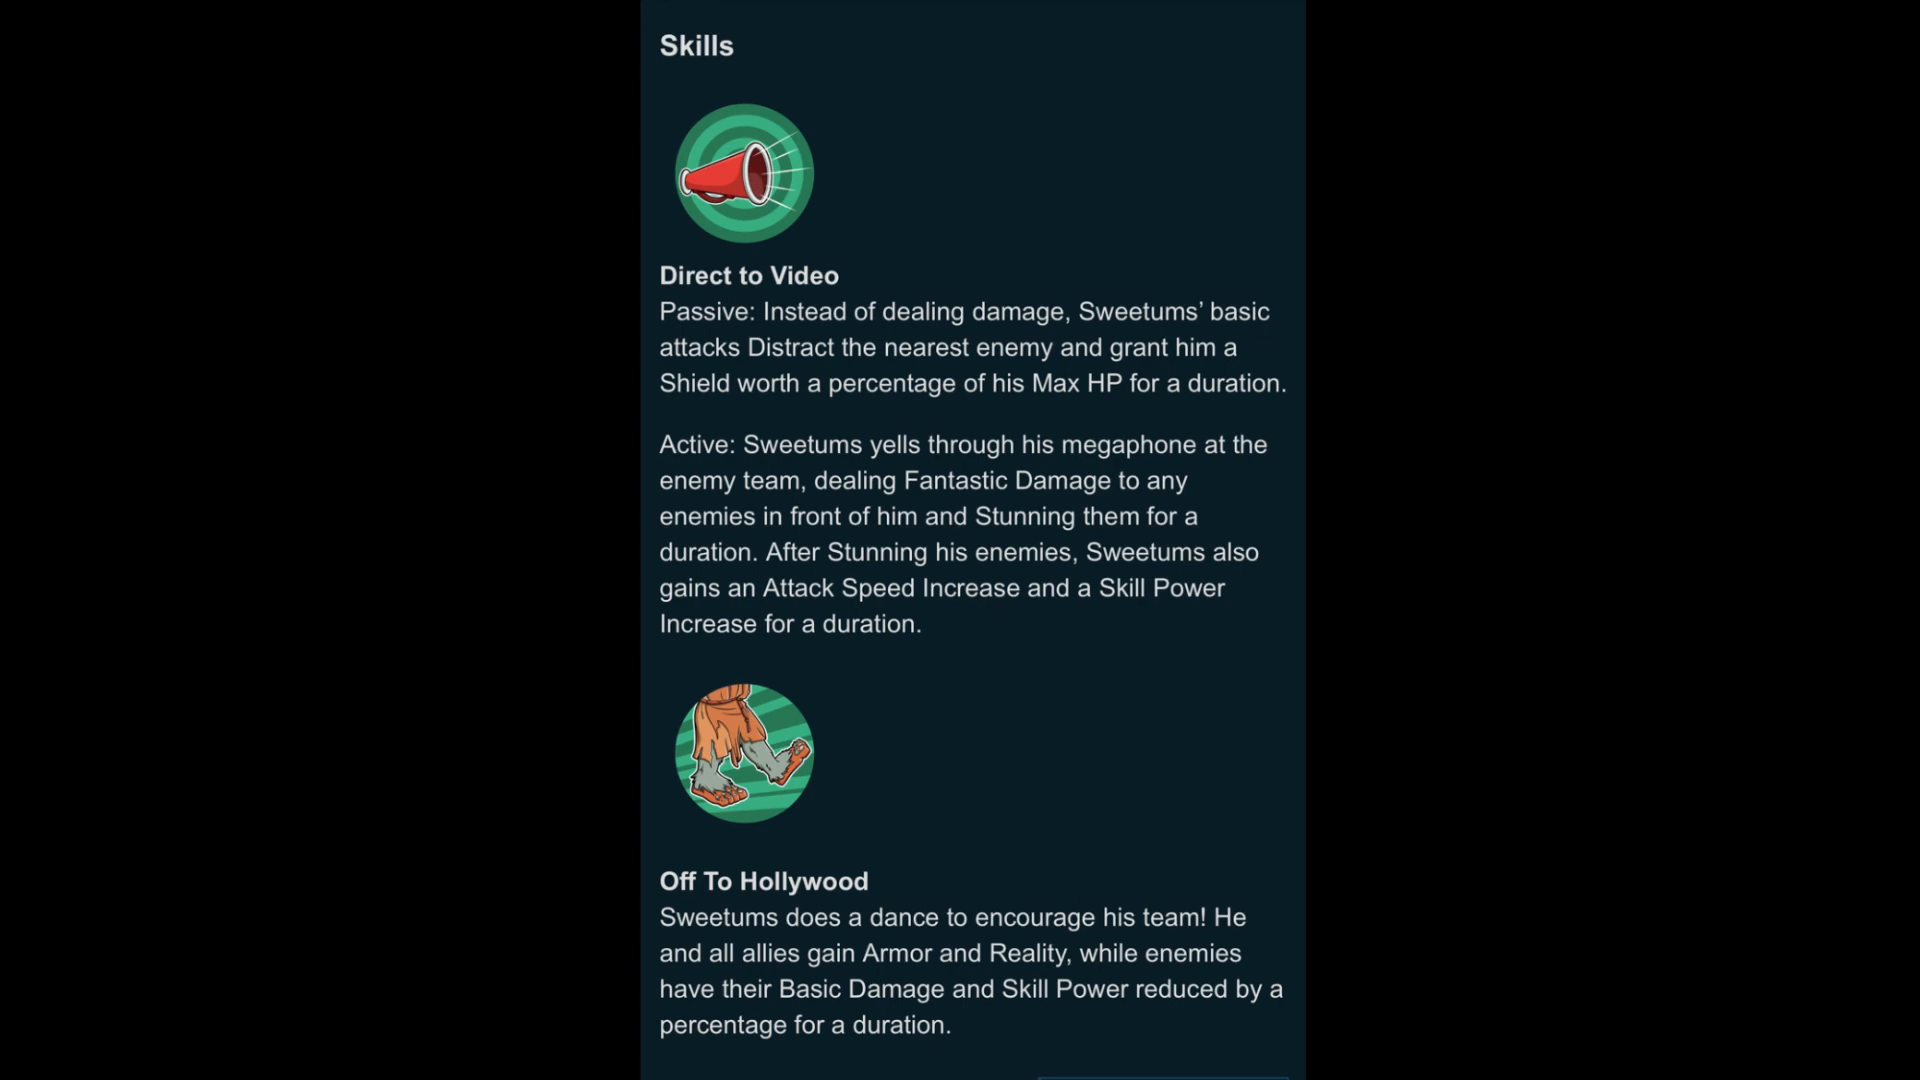 Skills
Direct to Video
Passive: Instead of dealing damage, Sweetums’ basic
attacks Distract the nearest enemy and grant him a
Shield worth a percentage of his Max HP for a duration.
Active: Sweetums yells through his megaphone at the
enemy team, dealing Fantastic Damage to any
enemies in front of him and Stunning them for a
duration. After Stunning his enemies, Sweetums also
gains an Attack Speed Increase and a Skill Power
Increase for a duration.
Off To Hollywood
Sweetums does a dance to encourage his team! He
and all allies gain Armor and Reality, while enemies
have their Basic Damage and Skill Power reduced by a
percentage for a duration.